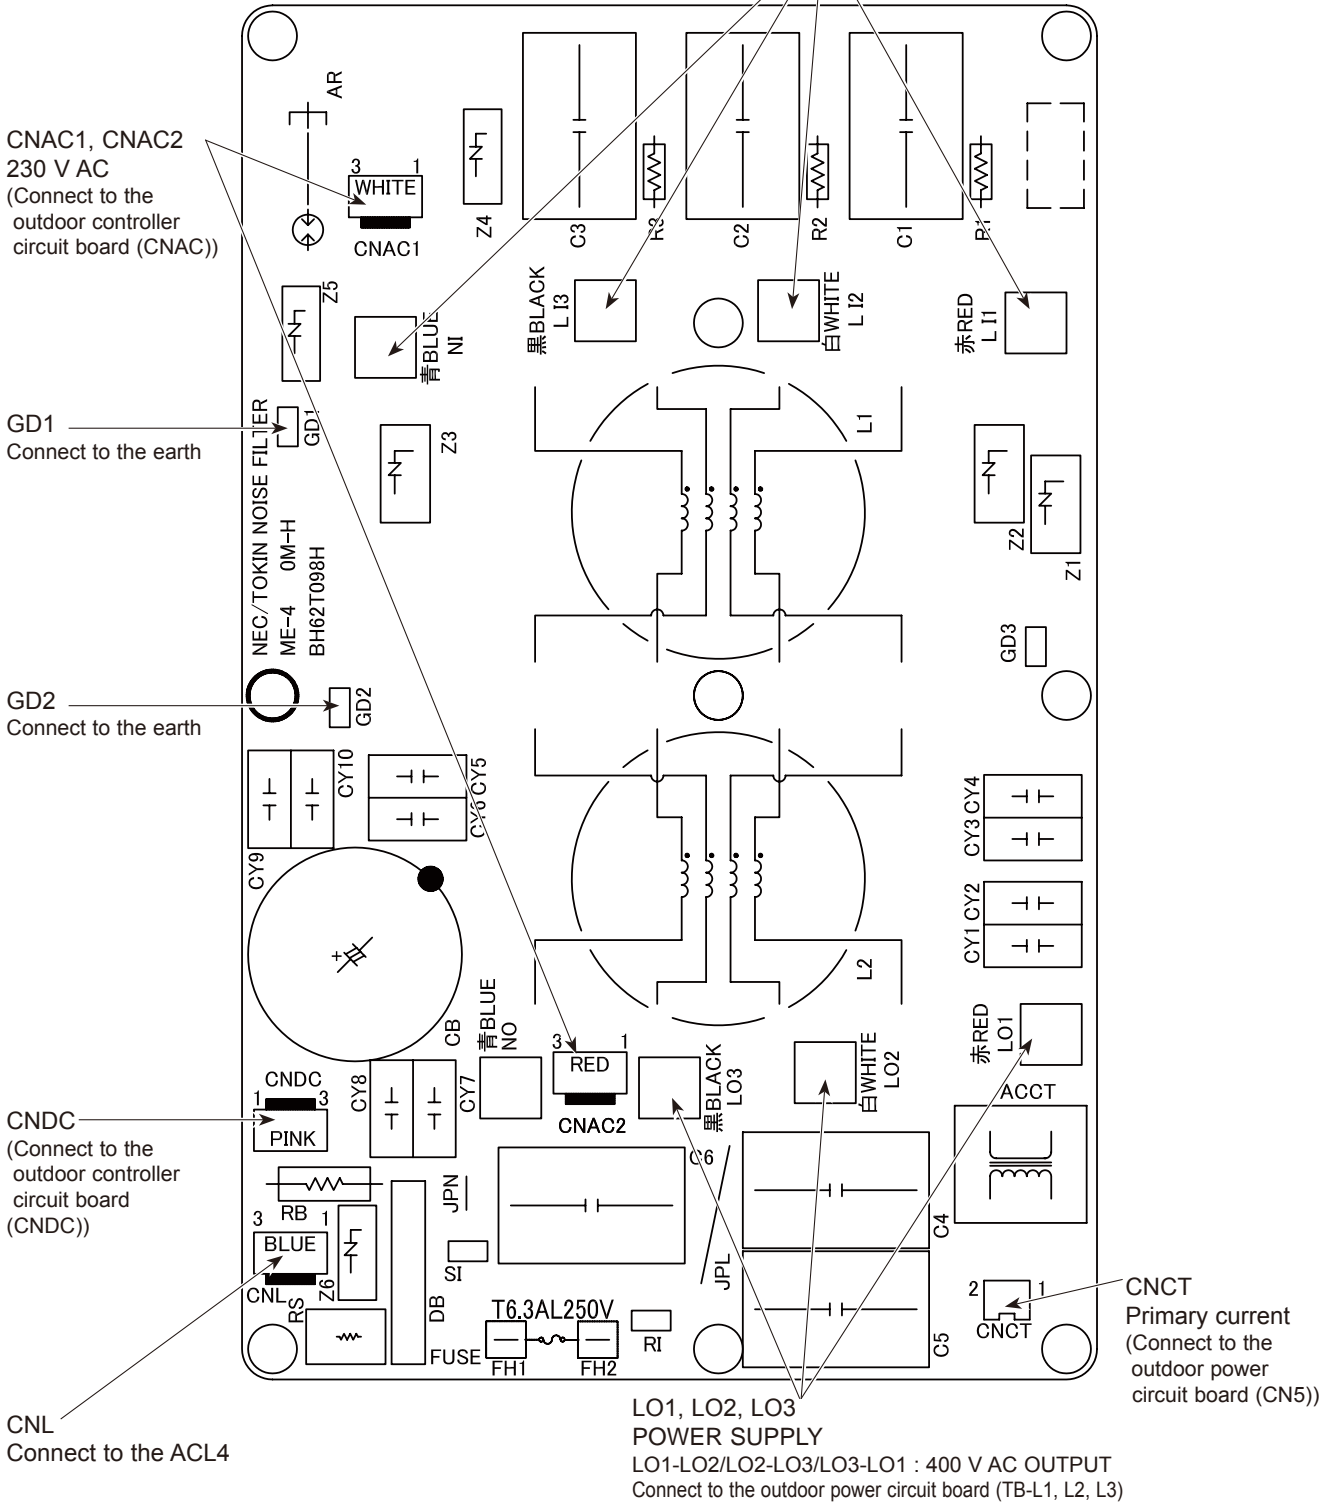 AR
CNAC1, CNAC2
230 V AC
(Connect to the
outdoor controller
circuit board (CNAC))
3 1
WHITE
CNAC1
Z4
C3
R3
C2
R2
C1
R1
Z5
青BLUE
NI
黒BLACK
L I3
白WHITE
L I2
赤RED
L I1
GD1
Connect to the earth
GD1
Z3
L1
Z2
Z1
NEC/TOKIN NOISE FILTER
ME-4 0M-H
BH62T098H
GD3
GD2
Connect to the earth
GD2
CY10
CY5
CY6
CY9
CY4
CY3
CY2
CY1
L2
CB
青BLUE
NO
3 1
RED
CNAC2
黒BLACK
LO3
白WHITE
LO2
赤RED
LO1
ACCT
CNDC
1 3
PINK
CY8
CY7
CNDC
(Connect to the
outdoor controller
circuit board
(CNDC))
C6
JPN
RB
3 1
BLUE
CNL
Z6
SI
JPL
C4
RS
DB
T6.3AL250V
FUSE
FH1
FH2
RI
C5
2 1
CNCT
CNCT
Primary current
(Connect to the
outdoor power
circuit board (CN5))
CNL
Connect to the ACL4
LO1, LO2, LO3
POWER SUPPLY
LO1-LO2/LO2-LO3/LO3-LO1 : 400 V AC OUTPUT
Connect to the outdoor power circuit board (TB-L1, L2, L3)